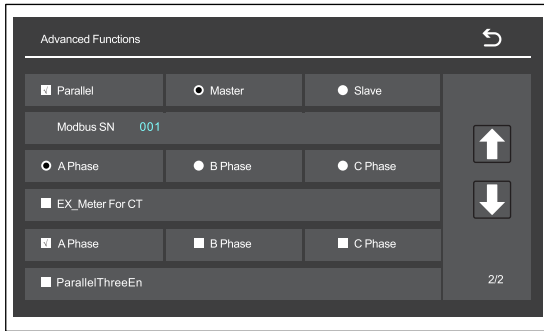 Advanced Functions
Parallel Master Slave
Modbus SN 001
A Phase B Phase C Phase
EX_Meter For CT
A Phase B Phase C Phase
ParallelThreeEn
2/2